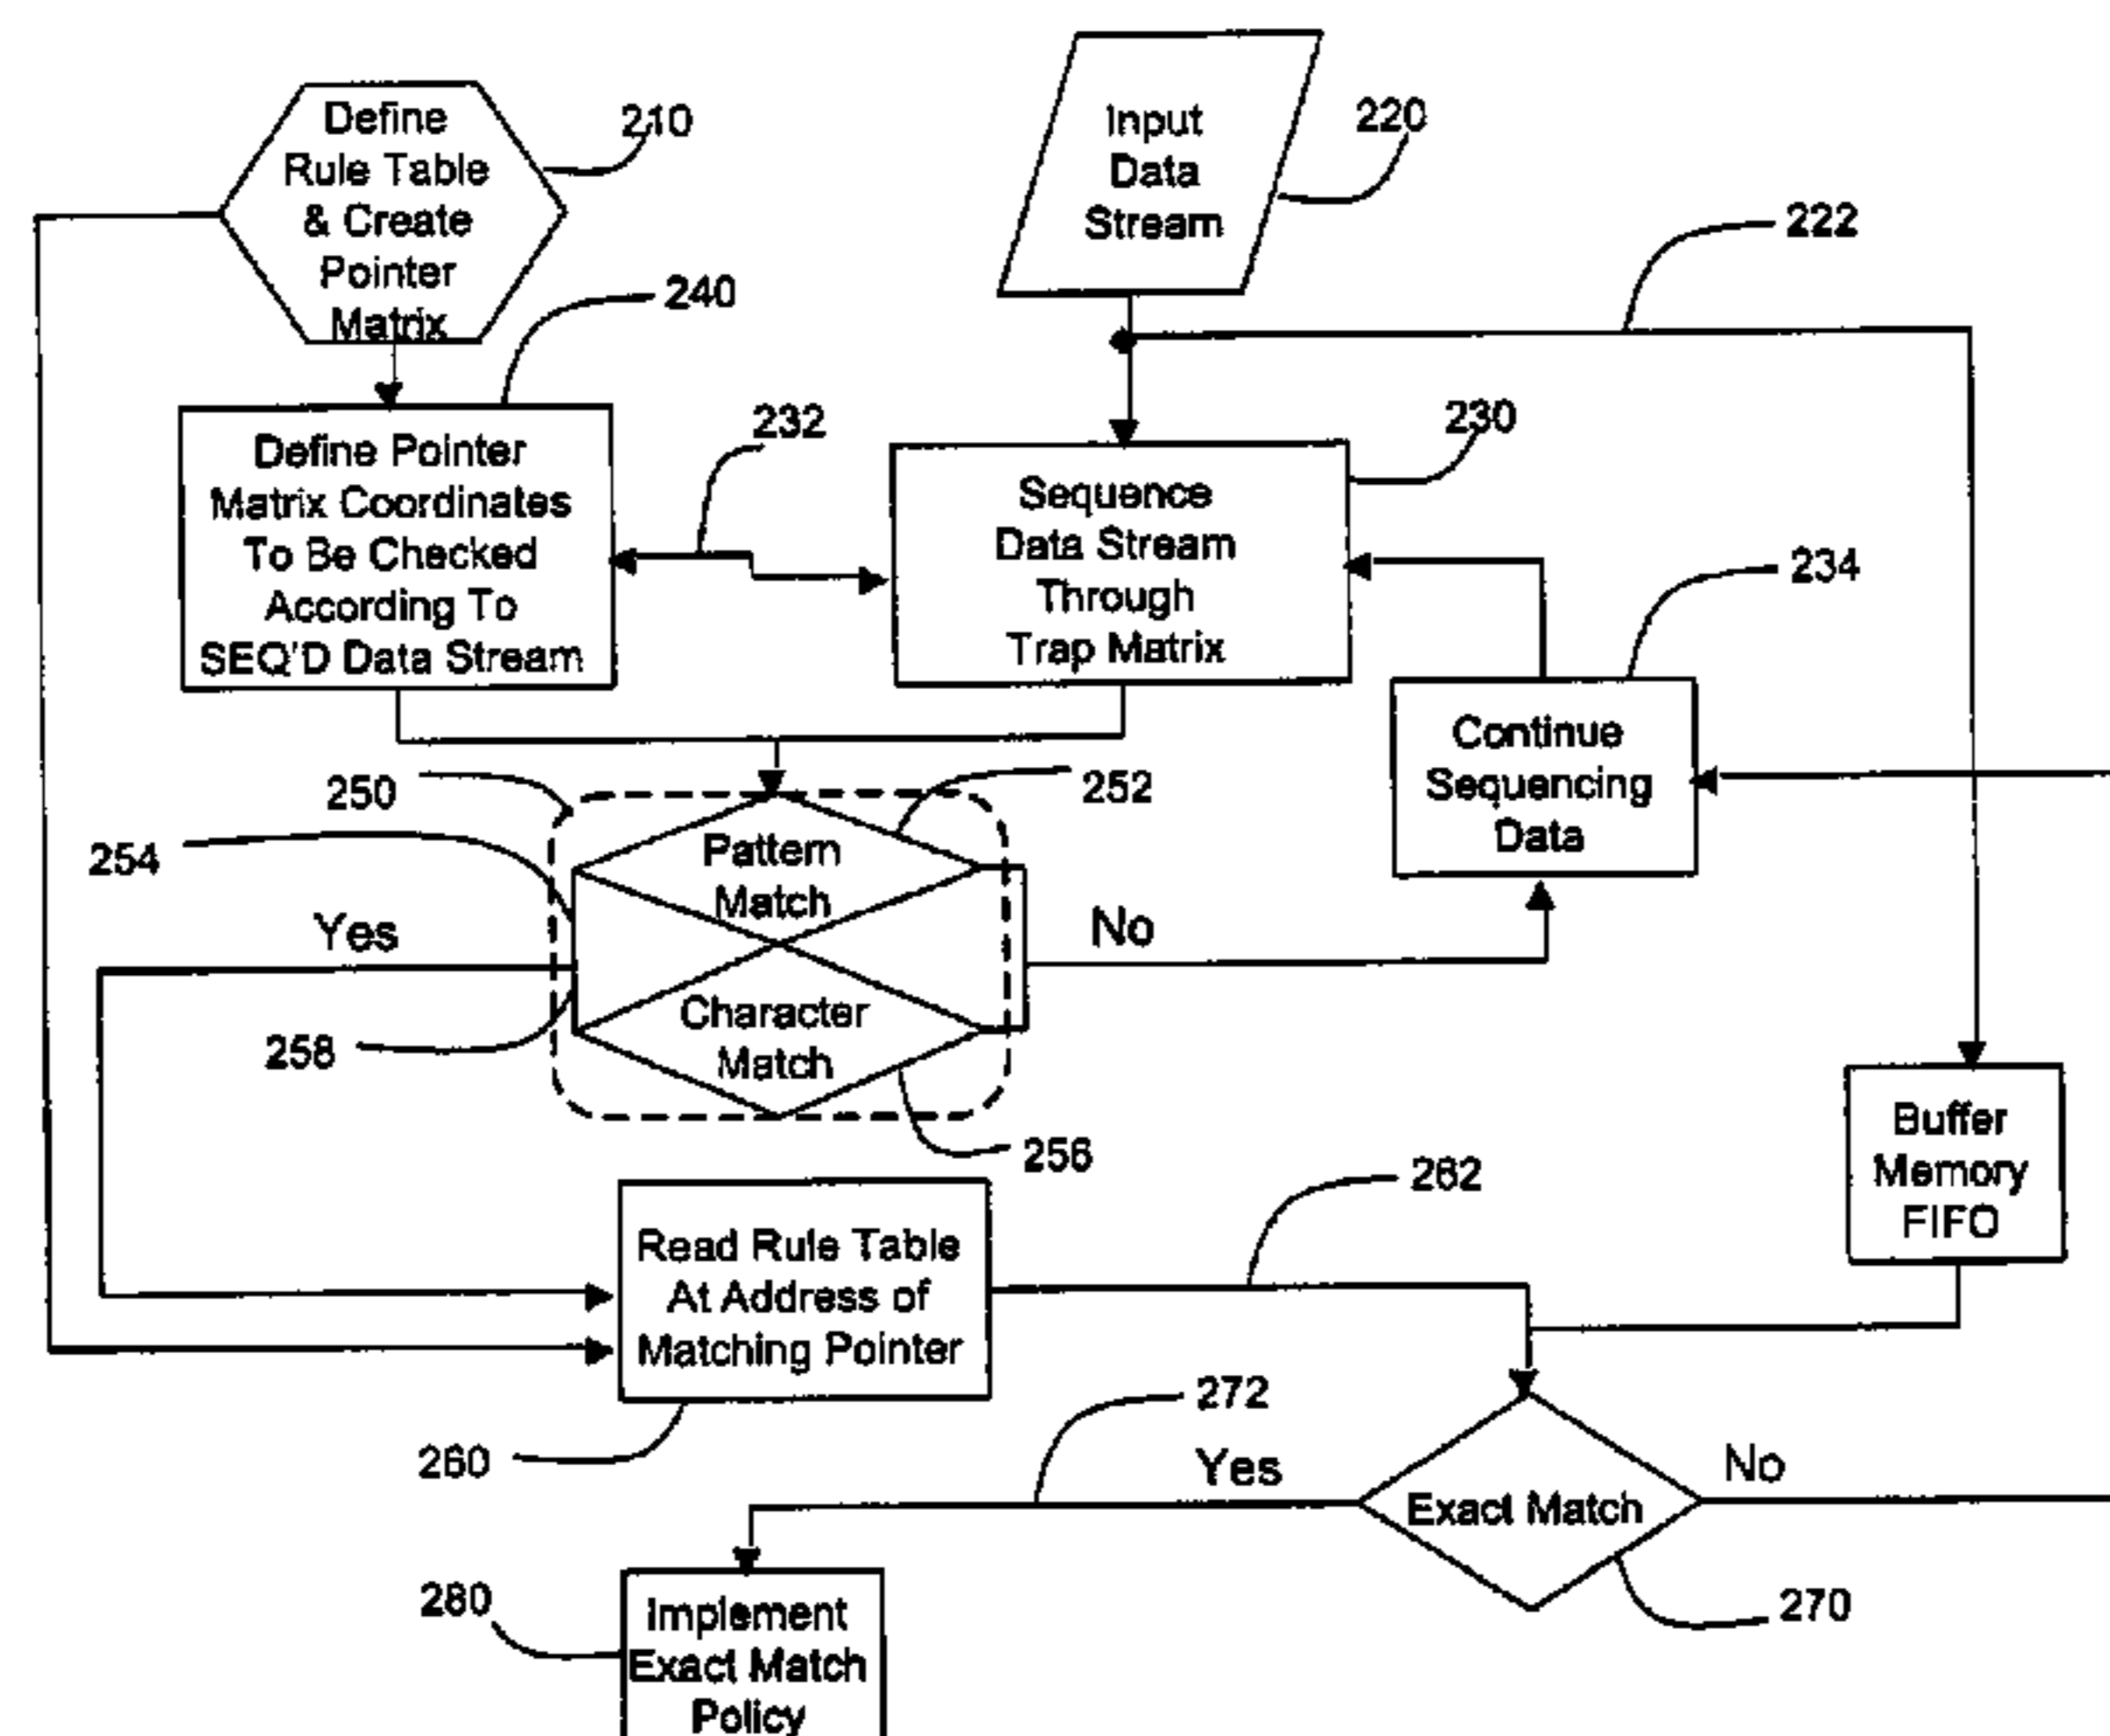 Define
Rule Table
& Create
Pointer
Matrix
210
Input
Data
Stream
220
222
240
Define Pointer
Matrix Coordinates
To Be Checked
According To
SEQ'D Data Stream
232
230
Sequence
Data Stream
Through
Trap Matrix
234
Continue
Sequencing
Data
250
252
254
Pattern
Match
Yes
No
258
Character
Match
256
Buffer
Memory
FIFO
262
Read Rule Table
At Address of
Matching Pointer
260
272
Yes
No
Exact Match
270
280
Implement
Exact Match
Policy